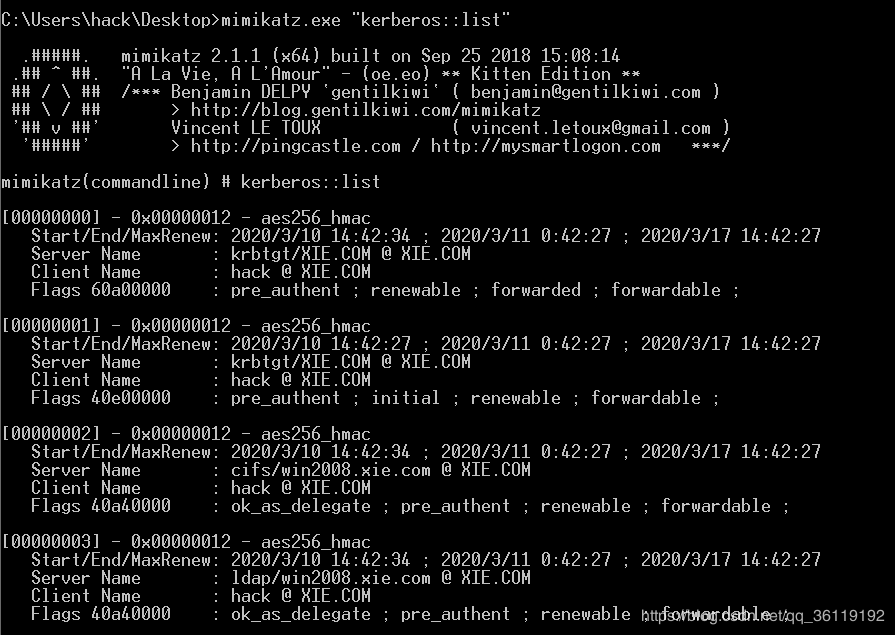 C:\Users\hack\Desktop>mimikatz.exe "kerberos::list"
  .#####.   mimikatz 2.1.1 (x64) built on Sep 25 2018 15:08:14
 .## ^ ##.  "A La Vie, A L'Amour" - (oe.eo) ** Kitten Edition **
 ## / \ ##  /*** Benjamin DELPY `gentilkiwi` ( benjamin@gentilkiwi.com )
 ## \ / ##       > http://blog.gentilkiwi.com/mimikatz
 '## v ##'       Vincent LE TOUX             ( vincent.letoux@gmail.com )
  '#####'        > http://pingcastle.com / http://mysmartlogon.com   ***/
mimikatz(commandline) # kerberos::list
[00000000] - 0x00000012 - aes256_hmac
   Start/End/MaxRenew: 2020/3/10 14:42:34 ; 2020/3/11 0:42:27 ; 2020/3/17 14:42:27
   Server Name       : krbtgt/XIE.COM @ XIE.COM
   Client Name       : hack @ XIE.COM
   Flags 60a00000    : pre_authent ; renewable ; forwarded ; forwardable ;
[00000001] - 0x00000012 - aes256_hmac
   Start/End/MaxRenew: 2020/3/10 14:42:27 ; 2020/3/11 0:42:27 ; 2020/3/17 14:42:27
   Server Name       : krbtgt/XIE.COM @ XIE.COM
   Client Name       : hack @ XIE.COM
   Flags 40e00000    : pre_authent ; initial ; renewable ; forwardable ;
[00000002] - 0x00000012 - aes256_hmac
   Start/End/MaxRenew: 2020/3/10 14:42:34 ; 2020/3/11 0:42:27 ; 2020/3/17 14:42:27
   Server Name       : cifs/win2008.xie.com @ XIE.COM
   Client Name       : hack @ XIE.COM
   Flags 40a40000    : ok_as_delegate ; pre_authent ; renewable ; forwardable ;
[00000003] - 0x00000012 - aes256_hmac
   Start/End/MaxRenew: 2020/3/10 14:42:34 ; 2020/3/11 0:42:27 ; 2020/3/17 14:42:27
   Server Name       : ldap/win2008.xie.com @ XIE.COM
   Client Name       : hack @ XIE.COM
   Flags 40a40000    : ok_as_delegate ; pre_authent ; renewable ; forwardable ;
https://blog.csdn.net/qq_36119192